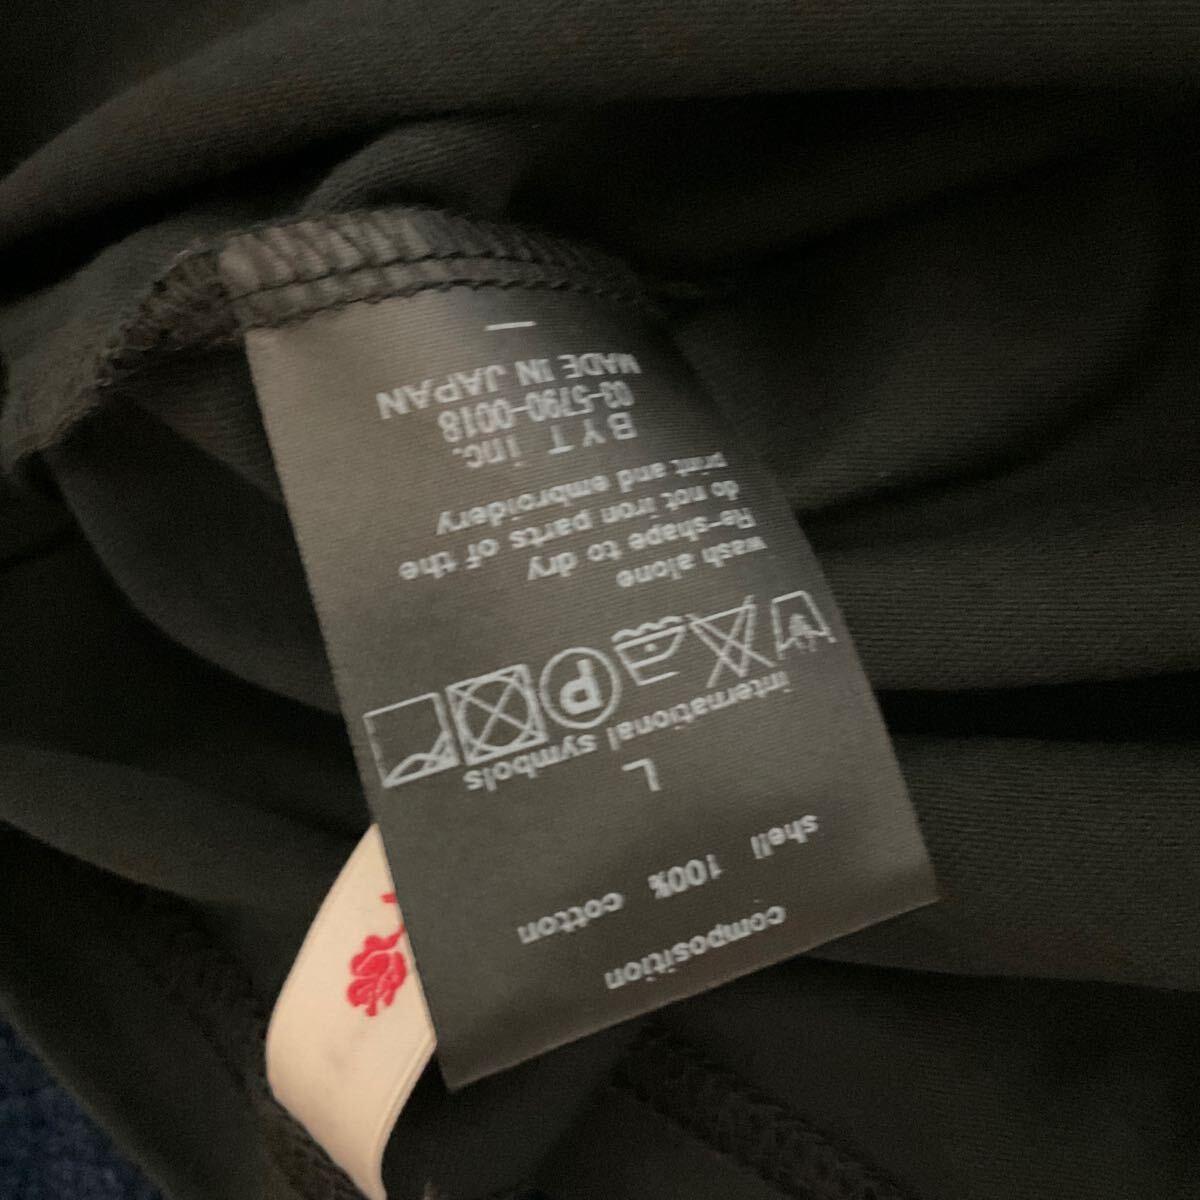 composition
shell 100% cotton
L
international symbols
P
wash alone
Re-shape to dry
do not iron parts of the
print and embroidery
BYT inc.
03-5790-0018
MADE IN JAPAN